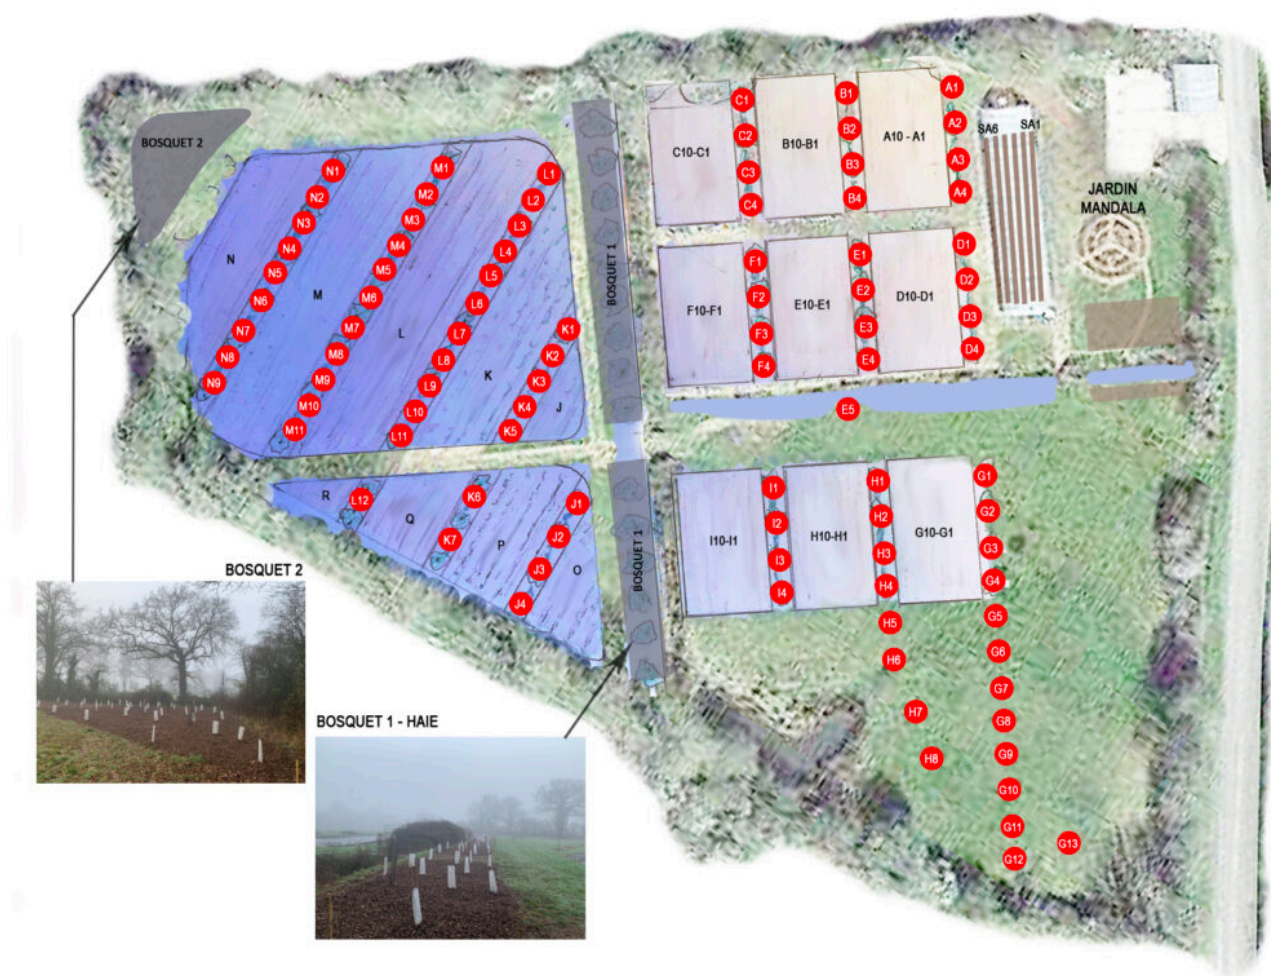 BOSQUET 2
N1
N2
N3
N4
N5
N6
N7
N8
N9
M1
M2
M3
M4
M5
M6
M7
M8
M9
M10
M11
L1
L2
L3
L4
L5
L6
L7
L8
L9
L10
L11
K1
K2
K3
K4
K5
N
M
L
K
J
BOSQUET 1
C10-C1
C1
C2
C3
C4
B10-B1
B1
B2
B3
B4
A10 - A1
A1
A2
A3
A4
SA6
SA1
JARDIN
MANDALA
F10-F1
F1
F2
F3
F4
E10-E1
E1
E2
E3
E4
D10-D1
D1
D2
D3
D4
E5
R
L12
Q
K6
K7
P
J1
J2
J3
J4
O
BOSQUET 1
I10-I1
I1
I2
I3
I4
H10-H1
H1
H2
H3
H4
H5
H6
H7
H8
G10-G1
G1
G2
G3
G4
G5
G6
G7
G8
G9
G10
G11
G12
G13
BOSQUET 2
BOSQUET 1 - HAIE